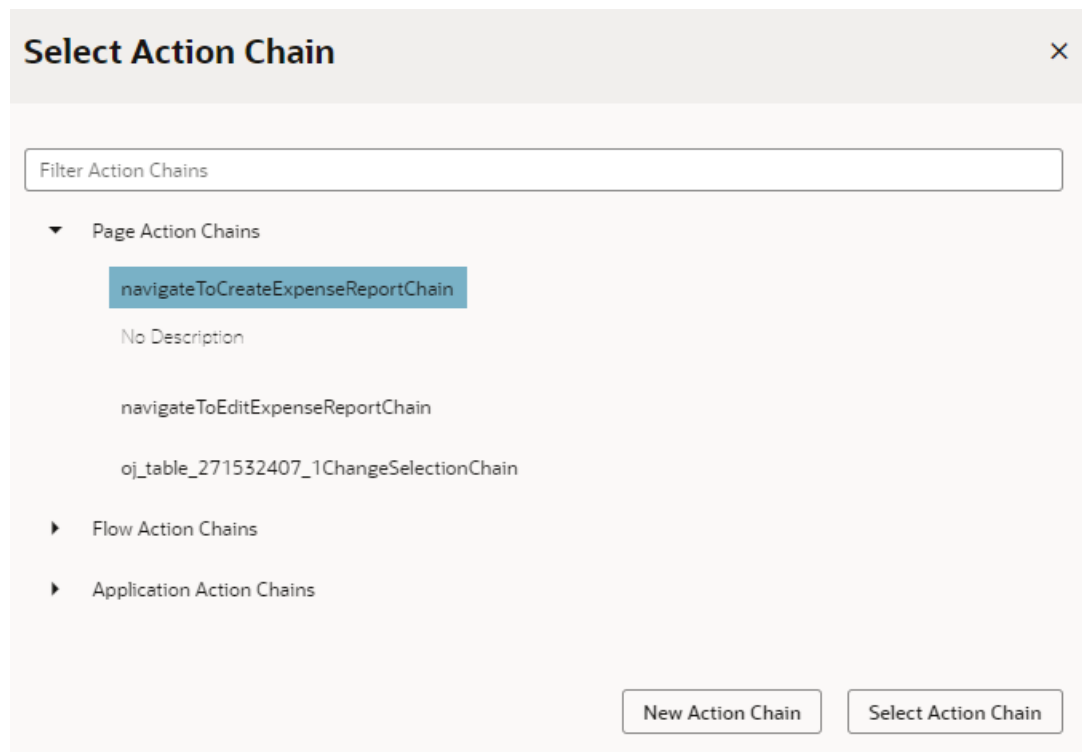 Select Action Chain
Filter Action Chains
Page Action Chains
navigateToCreateExpenseReportChain
No Description
navigateToEditExpenseReportChain
oj_table_271532407_1ChangeSelectionChain
Flow Action Chains
Application Action Chains
New Action Chain Select Action Chain